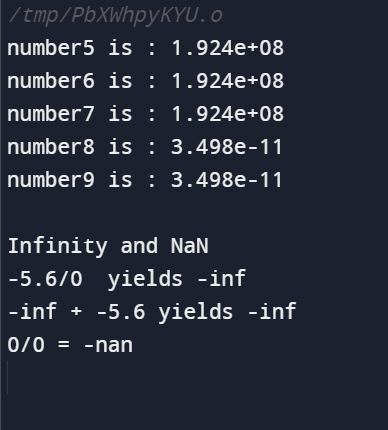 /tmp/PbXWhpyKYU.o
number5 is : 1.924e+08
number6 is : 1.924e+08
number7 is : 1.924e+08
number8 is : 3.498e-11
number9 is : 3.498e-11
Infinity and NaN
-5.6/0  yields -inf
-inf + -5.6 yields -inf
0/0 = -nan